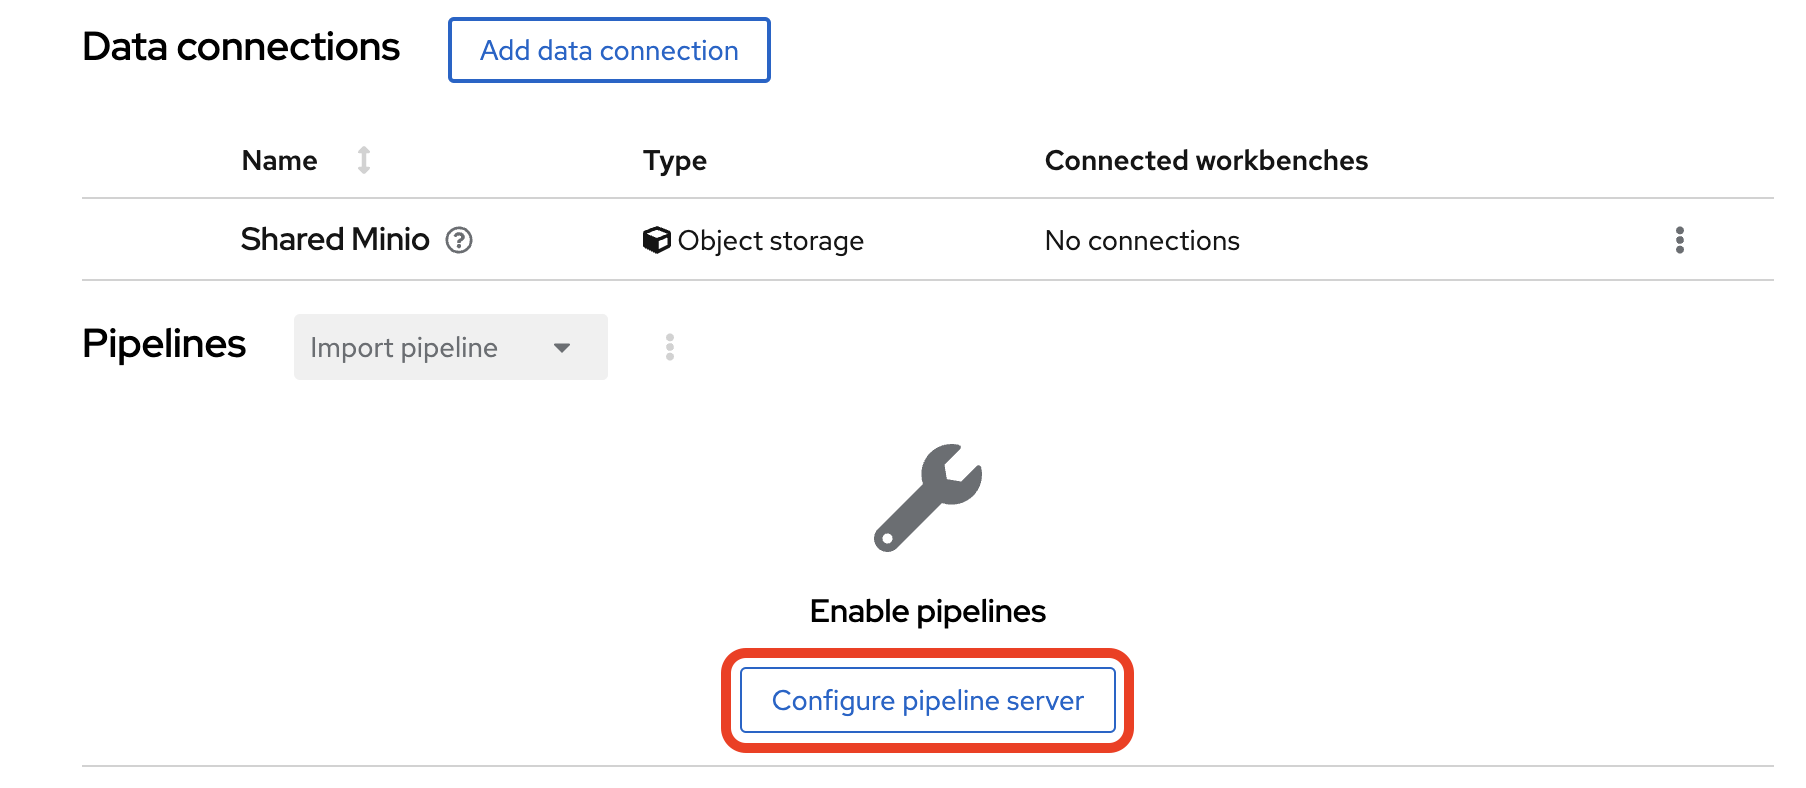 Data connections
Add data connection
Name Type Connected workbenches
Shared Minio Object storage No connections
Pipelines
Import pipeline
Enable pipelines
Configure pipeline server